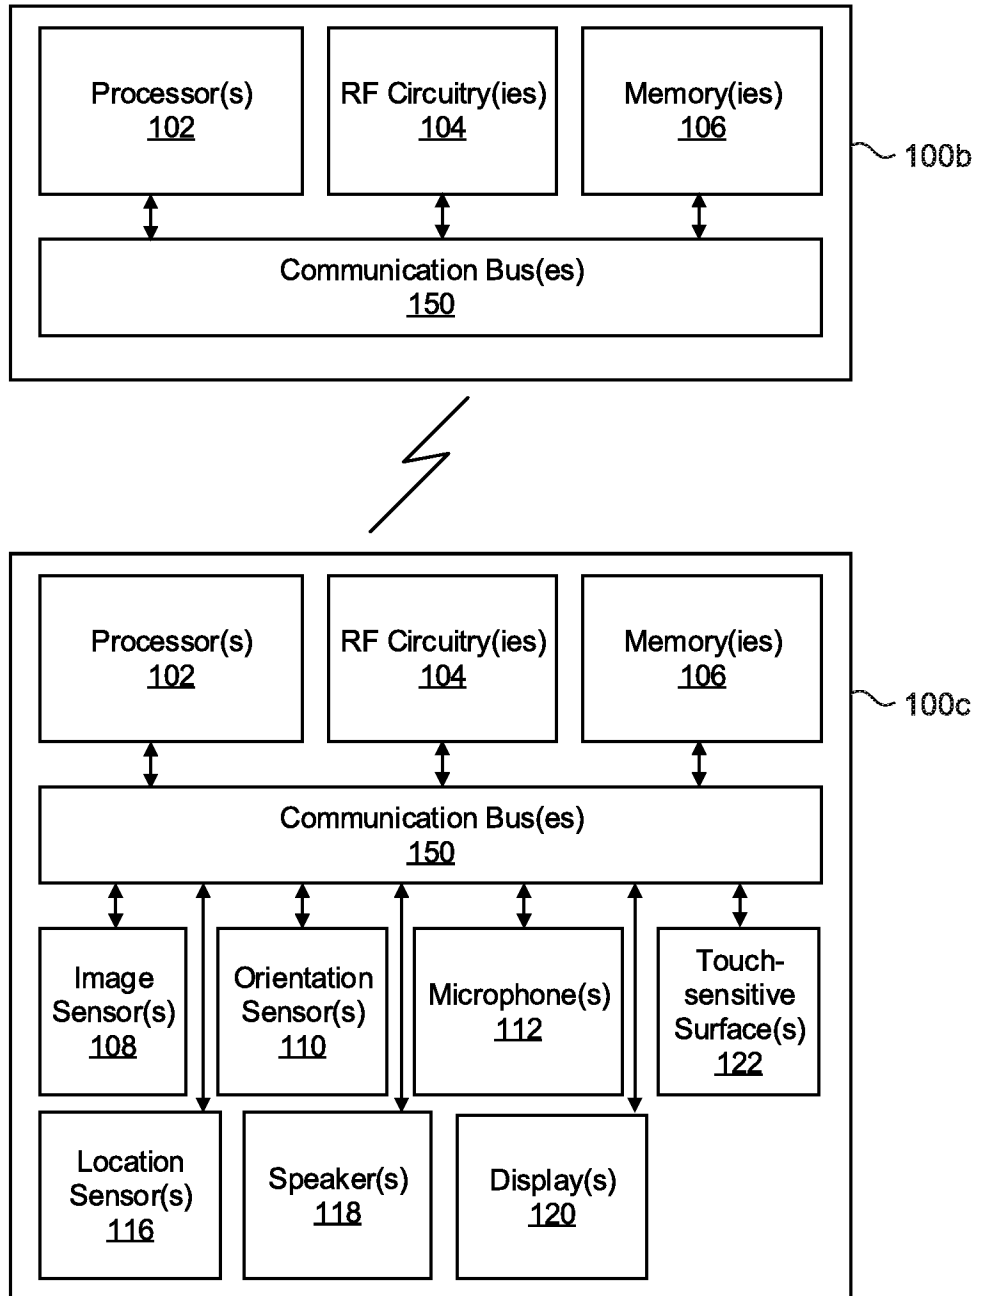 Processor(s)
102
RF Circuitry(ies)
104
Memory(ies)
106
100b
Communication Bus(es)
150
Processor(s)
102
RF Circuitry(ies)
104
Memory(ies)
106
100c
Communication Bus(es)
150
Image
Sensor(s)
108
Orientation
Sensor(s)
110
Microphone(s)
112
Touch-
sensitive
Surface(s)
122
Location
Sensor(s)
116
Speaker(s)
118
Display(s)
120